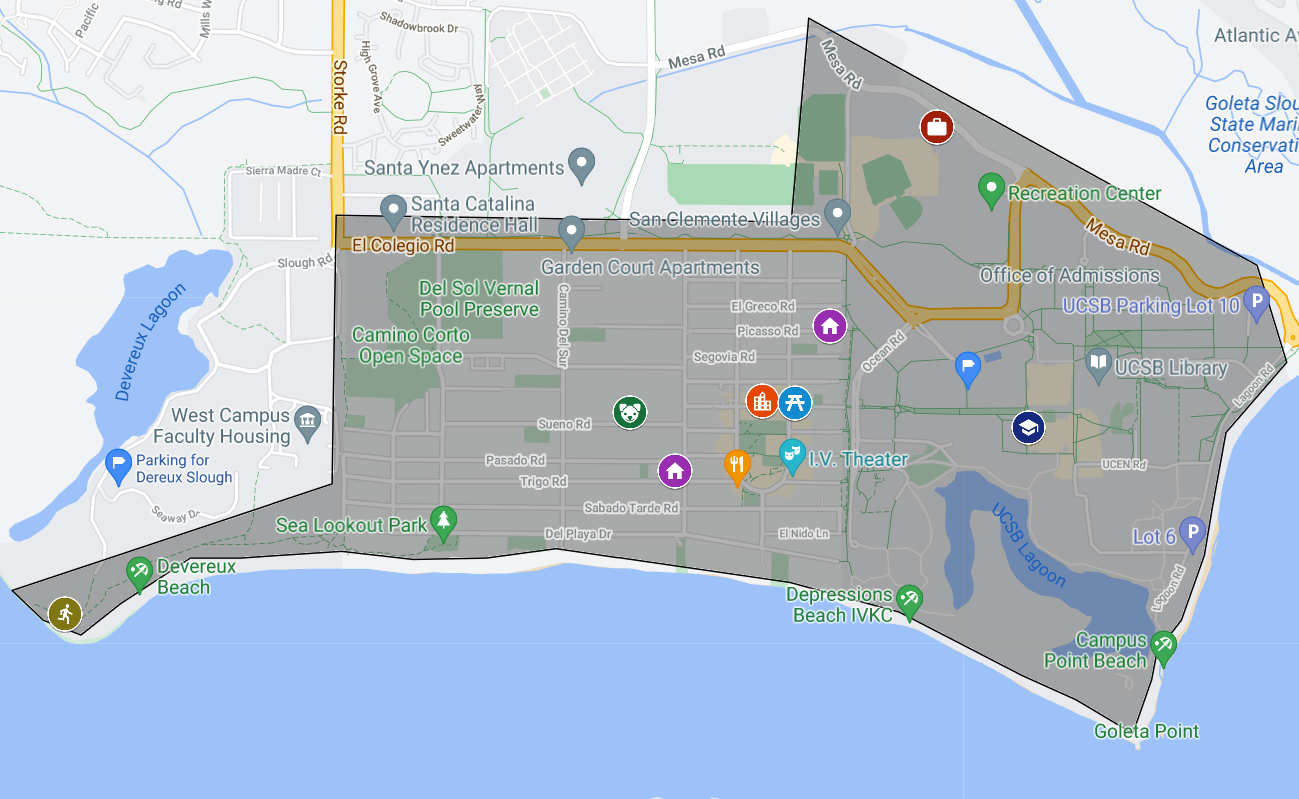 Pacific
ng Rd
Mills W
Shadowbrook Dr
High Grove Ave
Storke Rd
Sweetwater Way
Mesa Rd
Mesa Rd
Atlantic Av
Goleta Slou
State Mari
Conservati
Area
Santa Ynez Apartments
Sierra Madre Ct
Santa Catalina
Residence Hall
San Clemente Villages
Recreation Center
El Colegio Rd
Mesa Rd
Slough Rd
Garden Court Apartments
Office of Admissions
Devereux Lagoon
Del Sol Vernal
Pool Preserve
Camino Del Sur
El Greco Rd
UCSB Parking Lot 10
P
Camino Corto
Open Space
Picasso Rd
Segovia Rd
Ocean Rd
UCSB Library
Lagoon Rd
West Campus
Faculty Housing
Sueno Rd
Parking for
Dereux Slough
Pasado Rd
I.V. Theater
UCEN Rd
Trigo Rd
Seaway Dr
Sabado Tarde Rd
UCSB Lagoon
Sea Lookout Park
Del Playa Dr
El Nido Ln
Lot 6
P
Devereux
Beach
Lagoon Rd
Depressions
Beach IVKC
Campus
Point Beach
Goleta Point